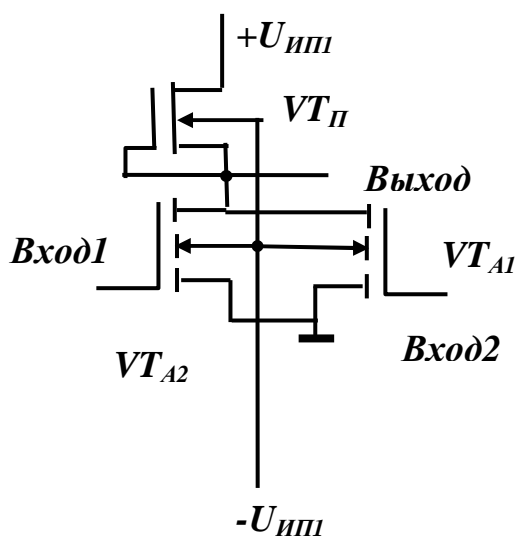 +U_ИП1
VT_П
Выход
Вход1
VT_А1
Вход2
VT_А2
-U_ИП1